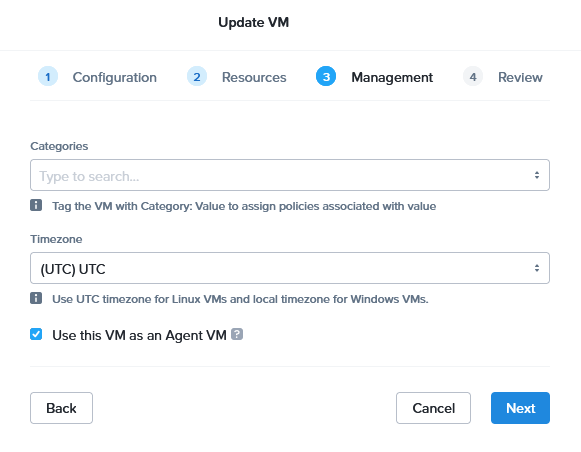 Update VM
1 Configuration 2 Resources 3 Management 4 Review
Categories
Type to search...
i Tag the VM with Category: Value to assign policies associated with value
Timezone
(UTC) UTC
i Use UTC timezone for Linux VMs and local timezone for Windows VMs.
Use this VM as an Agent VM ?
Back Cancel Next